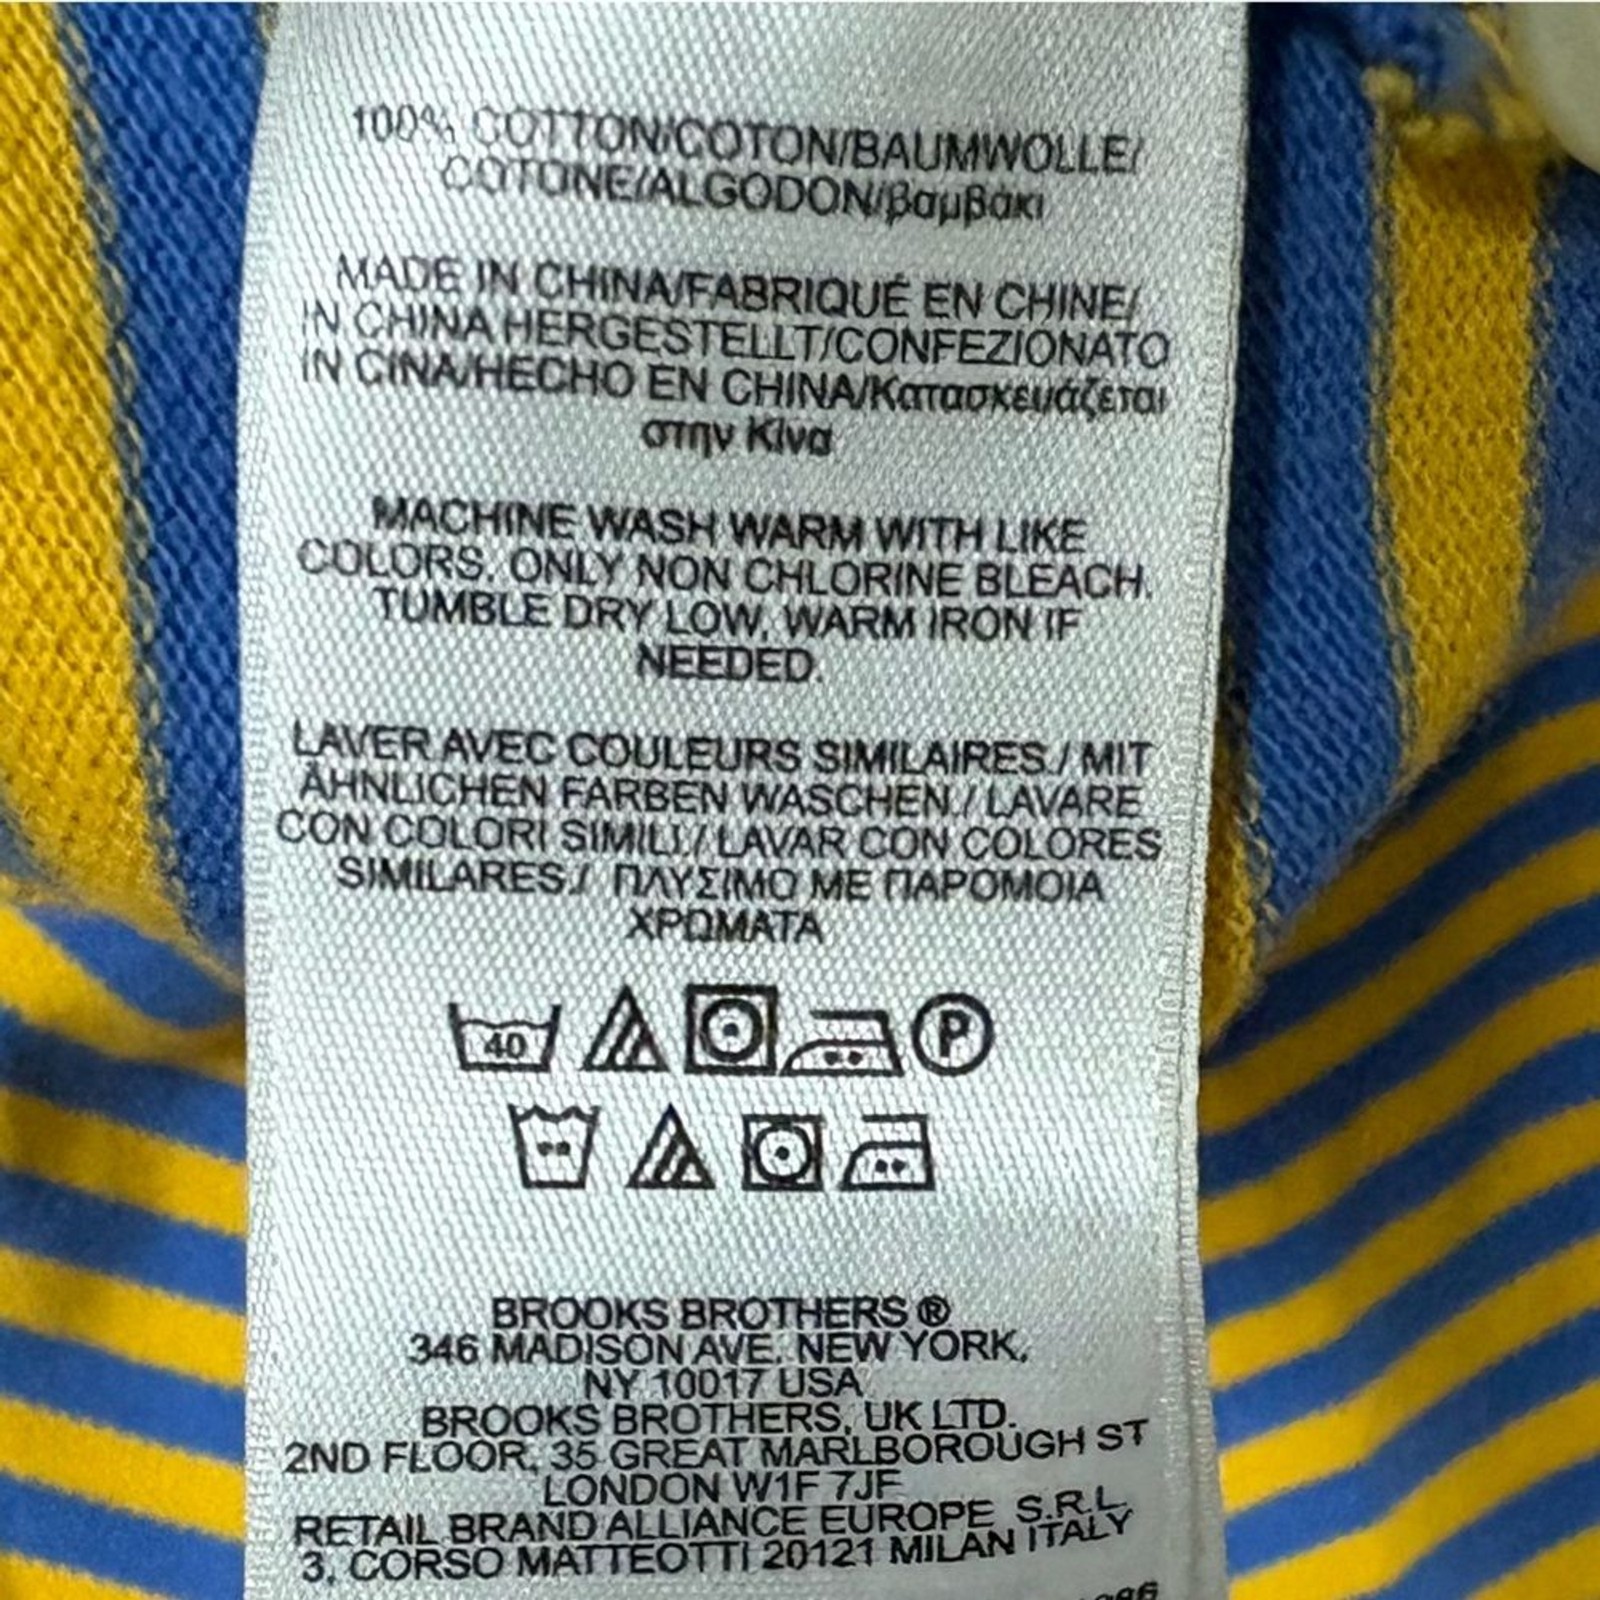 100% COTTON/COTON/BAUMWOLLE/
COTONE/ALGODON/βαμβακι
MADE IN CHINA/FABRIQUÉ EN CHINE/
IN CHINA HERGESTELLT/CONFEZIONATO
IN CINA/HECHO EN CHINA/Κατασκευάζεται
στην Κίνα
MACHINE WASH WARM WITH LIKE
COLORS. ONLY NON CHLORINE BLEACH.
TUMBLE DRY LOW. WARM IRON IF
NEEDED.
LAVER AVEC COULEURS SIMILAIRES./ MIT
ÄHNLICHEN FARBEN WASCHEN./ LAVARE
CON COLORI SIMILI./ LAVAR CON COLORES
SIMILARES./ ΠΛΥΣΙΜΟ ΜΕ ΠΑΡΟΜΟΙΑ
ΧΡΩΜΑΤΑ
40 P
BROOKS BROTHERS ®
346 MADISON AVE. NEW YORK,
NY 10017 USA
BROOKS BROTHERS, UK LTD.
2ND FLOOR, 35 GREAT MARLBOROUGH ST
LONDON W1F 7JF
RETAIL BRAND ALLIANCE EUROPE S.R.L.
3, CORSO MATTEOTTI 20121 MILAN ITALY